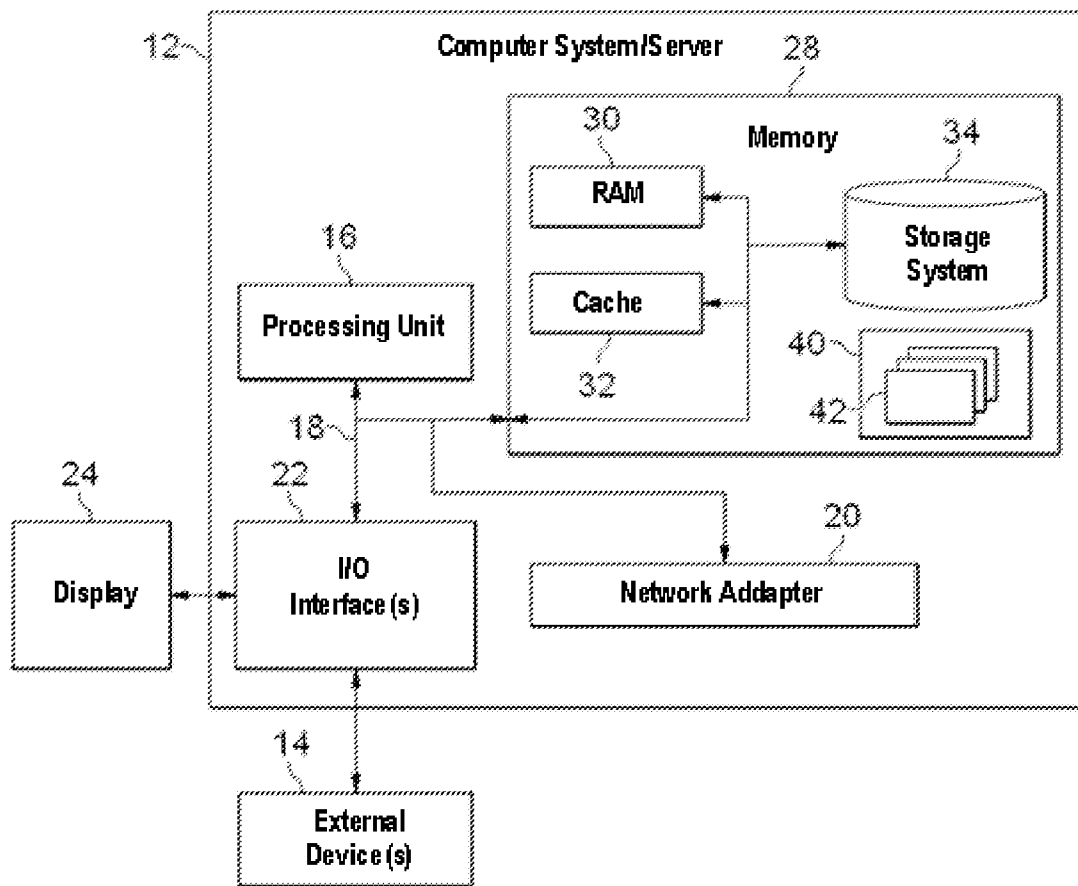 12
Computer System/Server
28
Memory
30
RAM
34
Storage
System
16
Processing Unit
Cache
32
40
42
18
24
22
Display
I/O
Interface(s)
20
Network Addapter
14
External
Device(s)